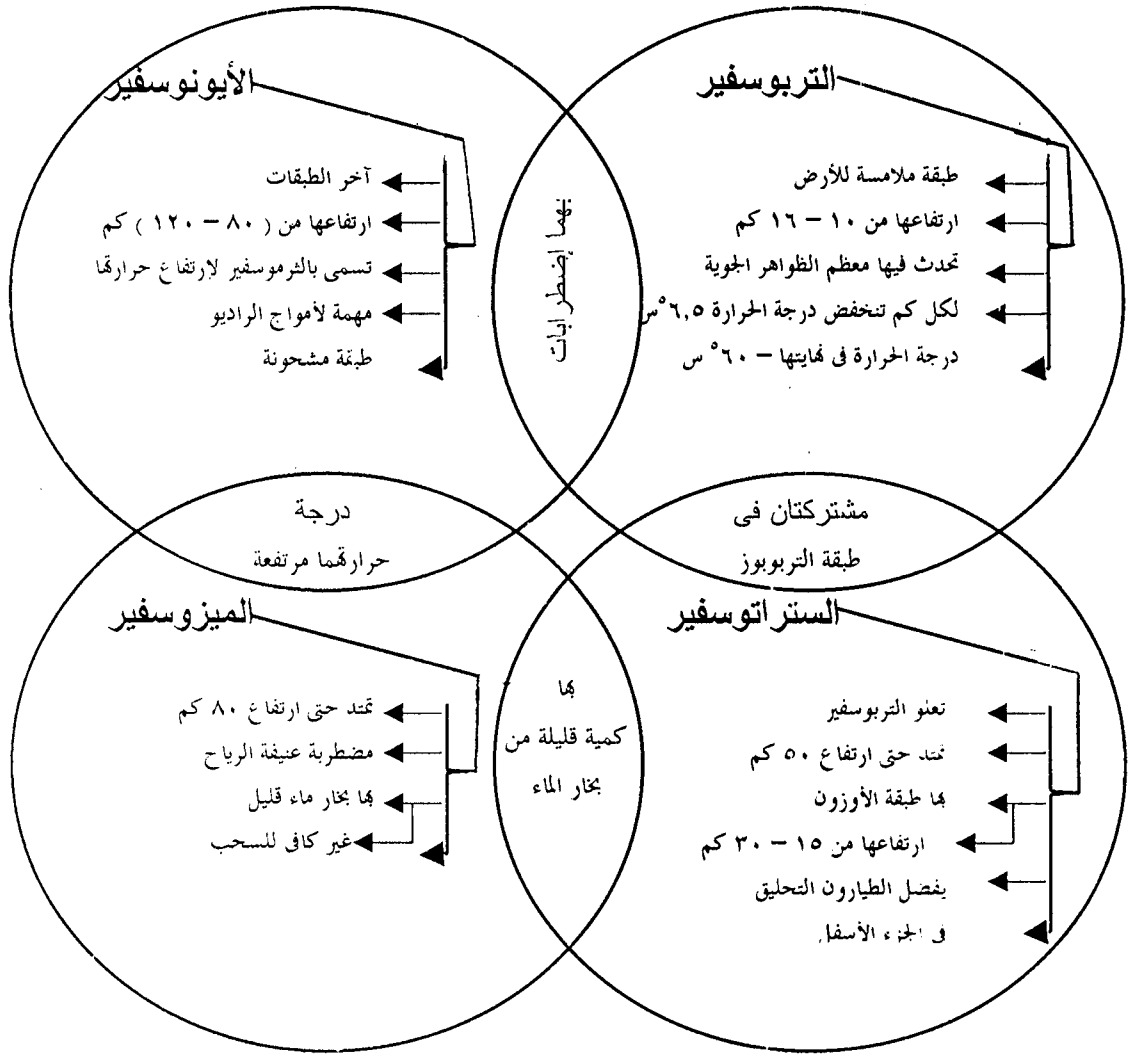 التربوسفير
طبقة ملامسة للأرض
ارتفاعها من ١٠ – ١٦ كم
تحدث فيها معظم الظواهر الجوية
لكل كم تنخفض درجة الحرارة ٦,٥° س
درجة الحرارة فى نهايتها – ٦٠° س
بهما إضطرابات
الأيونوسفير
آخر الطبقات
ارتفاعها من ( ٨٠ – ١٢٠ ) كم
تسمى بالثرموسفير لإرتفاع حرارتها
مهمة لأمواج الراديو
طبقة مشحونة
مشتركتان فى
طبقة التربوبوز
درجة
حرارتهما مرتفعة
الستراتوسفير
تعلو التربوسفير
تمتد حتى ارتفاع ٥٠ كم
بها طبقة الأوزون
ارتفاعها من ١٥ – ٣٠ كم
يفضل الطيارون التحليق
فى الجزء الأسفل
بها
كمية قليلة من
بخار الماء
الميزوسفير
تمتد حتى ارتفاع ٨٠ كم
مضطربة عنيفة الرياح
بها بخار ماء قليل
غير كافى للسحب